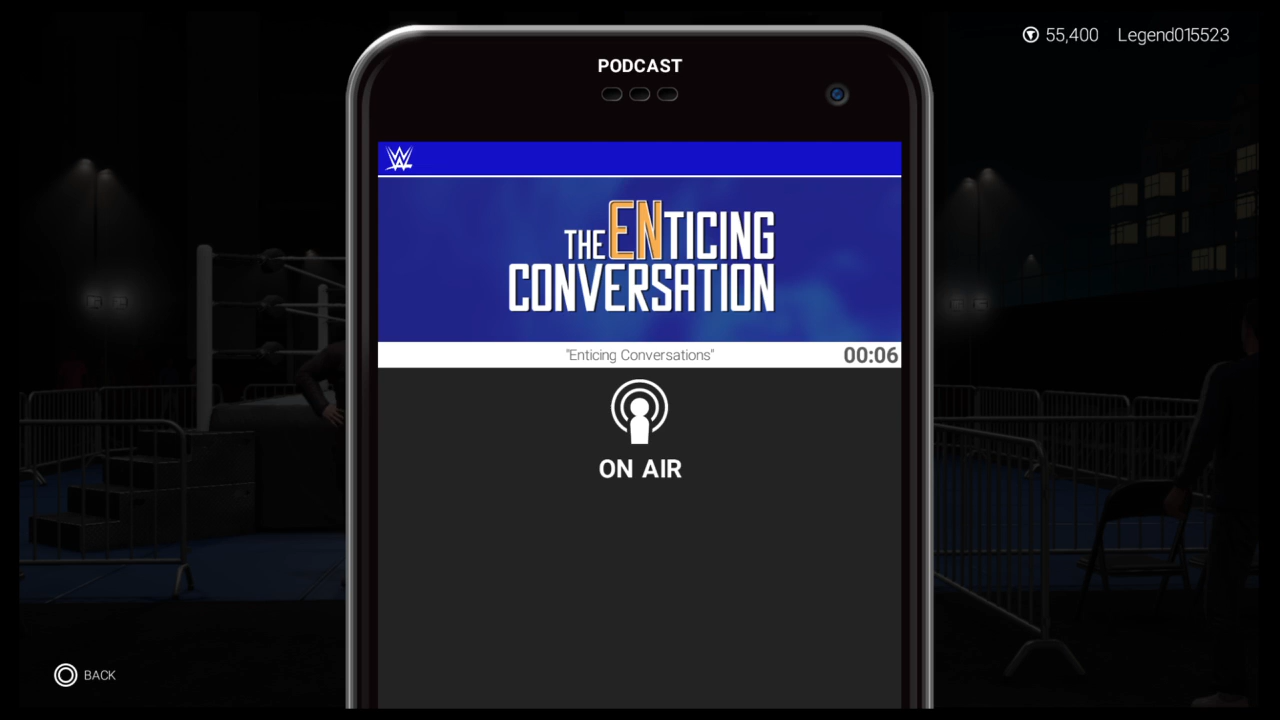 55,400 Legend015523
PODCAST
W
THE ENTICING
CONVERSATION
"Enticing Conversations" 00:06
ON AIR
BACK